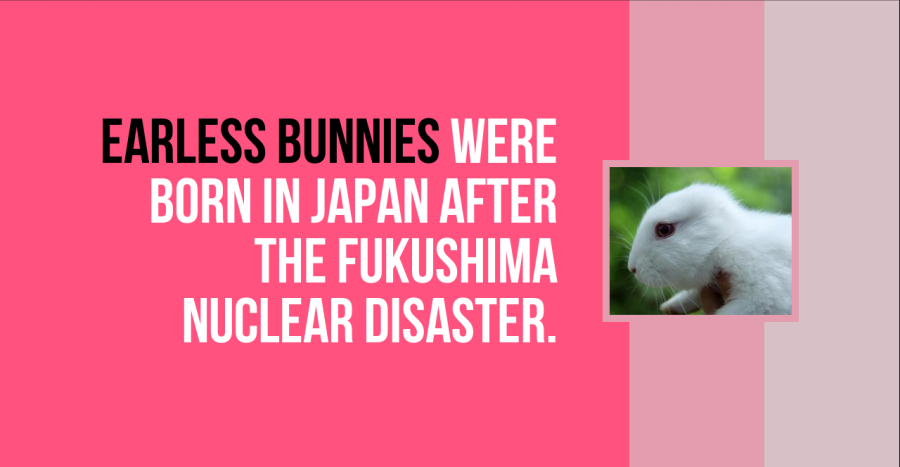 EARLESS BUNNIES WERE
BORN IN JAPAN AFTER
THE FUKUSHIMA
NUCLEAR DISASTER.